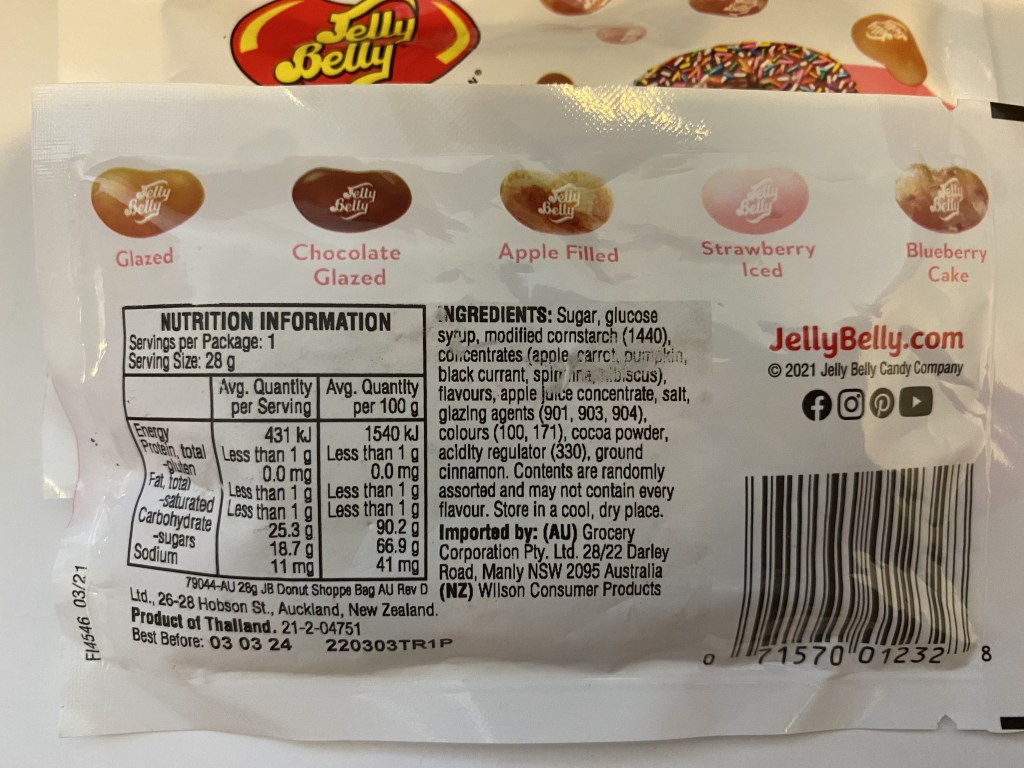 Jelly
Belly
Jelly
Belly
Jelly
Belly
Jelly
Belly
Jelly
Belly
Jelly
Belly
Glazed
Chocolate
Glazed
Apple Filled
Strawberry
Iced
Blueberry
Cake
NUTRITION INFORMATION
Servings per Package: 1
Serving Size: 28 g
Avg. Quantity per Serving Avg. Quantity per 100 g
Energy 431 kJ 1540 kJ
Protein, total Less than 1 g Less than 1 g
-gluten 0.0 mg 0.0 mg
Fat, total Less than 1 g Less than 1 g
-saturated Less than 1 g Less than 1 g
Carbohydrate 25.3 g 90.2 g
-sugars 18.7 g 66.9 g
Sodium 11 mg 41 mg
79044-AU 28g JB Donut Shoppe Bag AU Rev D
NGREDIENTS: Sugar, glucose
syrup, modified cornstarch (1440),
concentrates (apple, carrot, pumpkin,
black currant, spirulina, hibiscus),
flavours, apple juice concentrate, salt,
glazing agents (901, 903, 904),
colours (100, 171), cocoa powder,
acidity regulator (330), ground
cinnamon. Contents are randomly
assorted and may not contain every
flavour. Store in a cool, dry place.
Imported by: (AU) Grocery
Corporation Pty. Ltd. 28/22 Darley
Road, Manly NSW 2095 Australia
(NZ) Wilson Consumer Products
Ltd., 26-28 Hobson St., Auckland, New Zealand.
Product of Thailand. 21-2-04751
Best Before: 03 03 24 220303TR1P
FI4546 03/21
JellyBelly.com
© 2021 Jelly Belly Candy Company
0 71570 01232 8